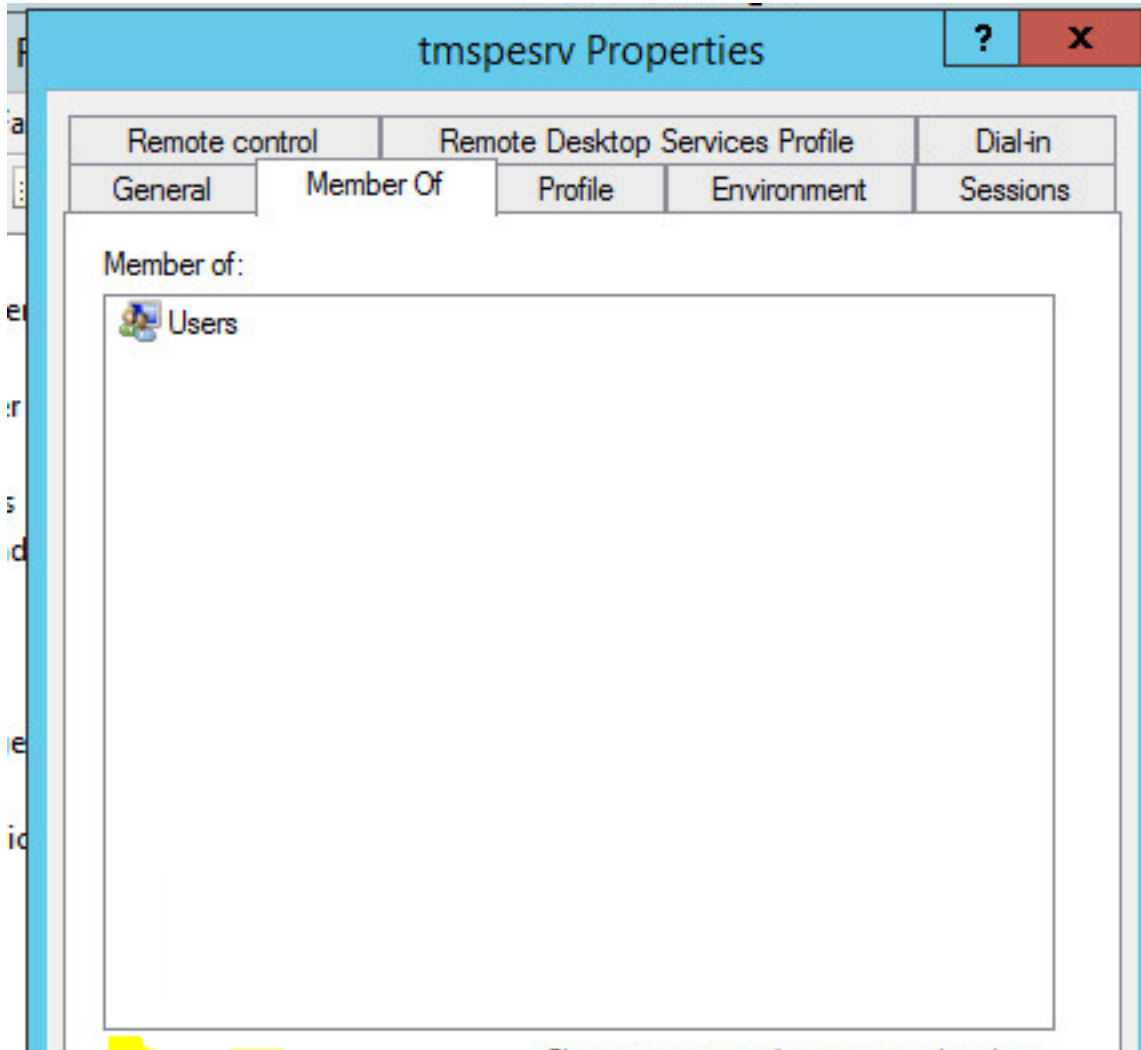 tmspesrv Properties
?
x
Remote control
Remote Desktop Services Profile
Dial-in
General
Member Of
Profile
Environment
Sessions
Member of:
Users